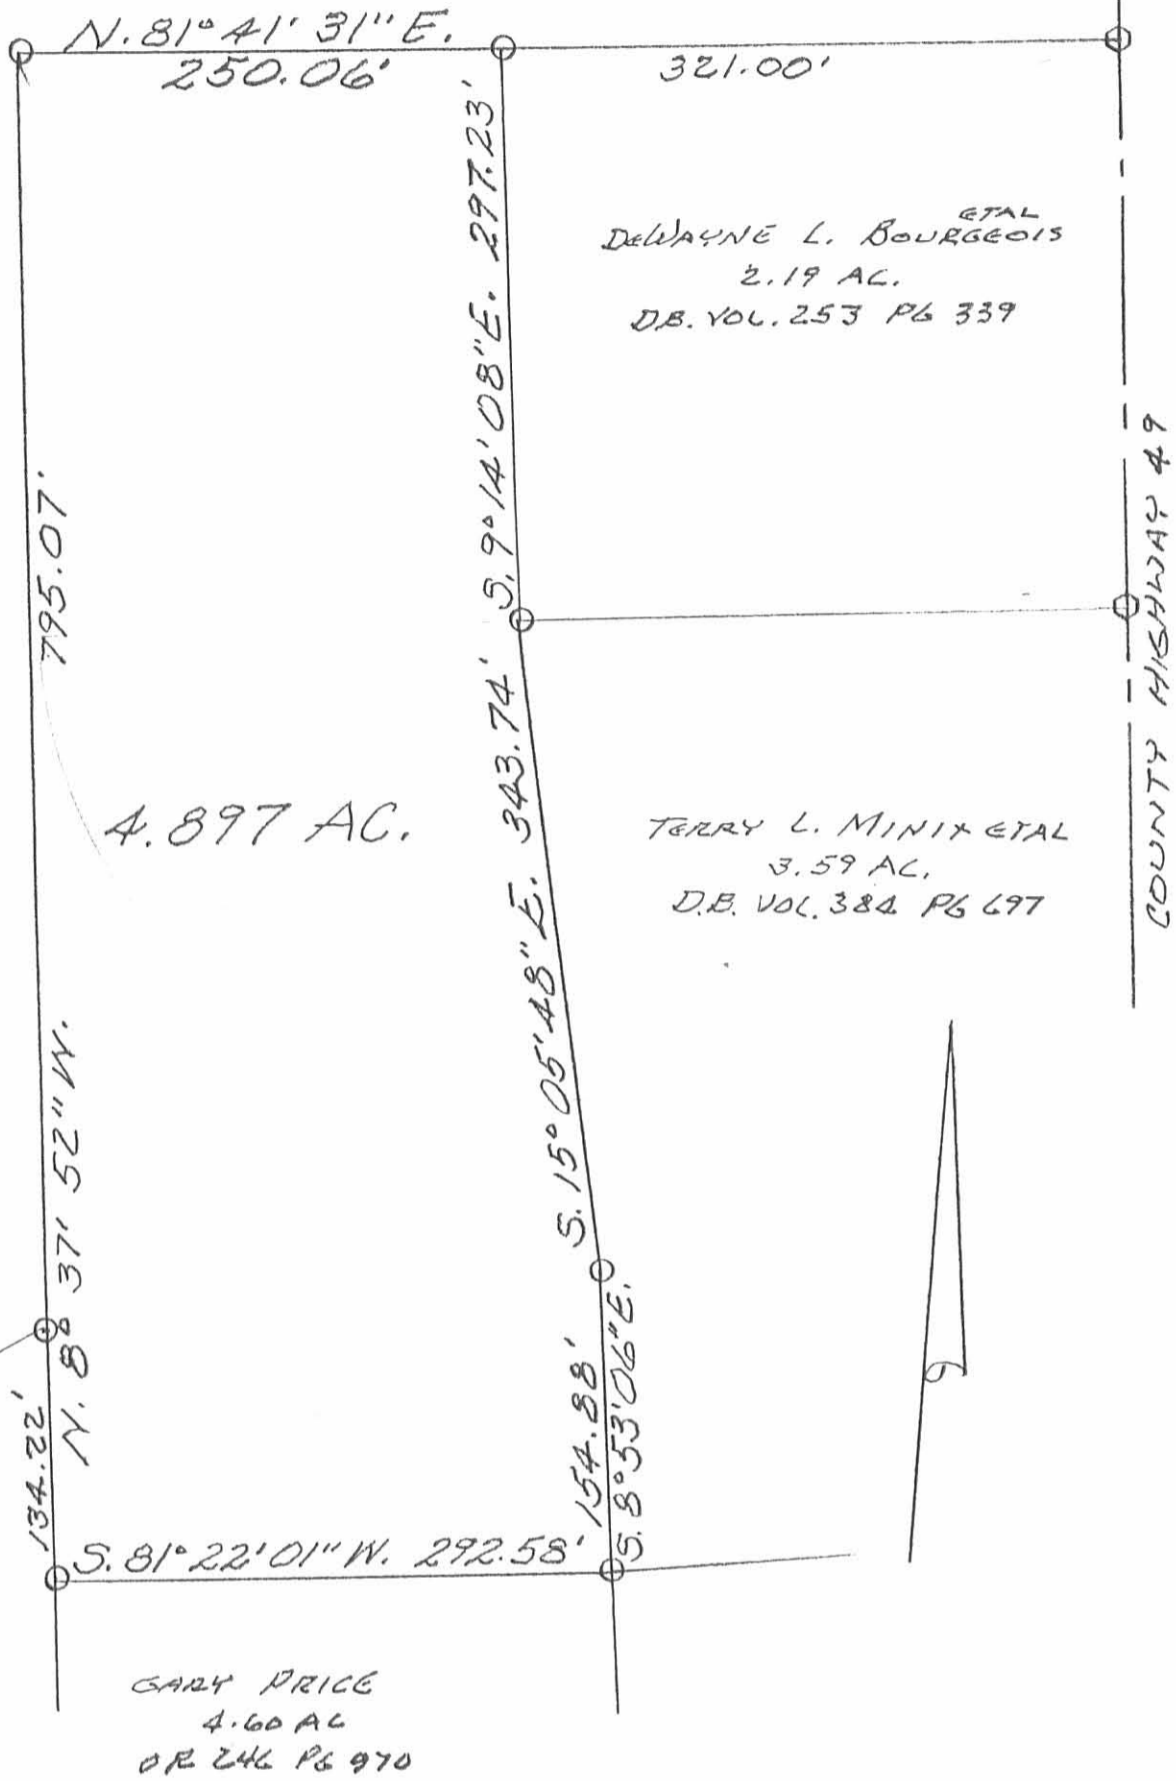 N. 81° 41' 31" E.
250.06'
321.00'
S. 9° 14' 08" E. 297.23'
DEWAYNE L. BOURGEOIS ETAL
2.19 AC.
D.B. VOL. 253 PG 339
COUNTY HIGHWAY 49
795.07'
N. 8° 37' 52" W.
4.897 AC.
S. 15° 05' 48" E. 343.74'
TERRY L. MINIX ETAL
3.59 AC.
D.B. VOL. 384 PG 697
134.22'
154.88'
S. 8° 53' 06" E.
S. 81° 22' 01" W. 292.58'
GARY PRICE
4.60 AC
OR 246 PG 970